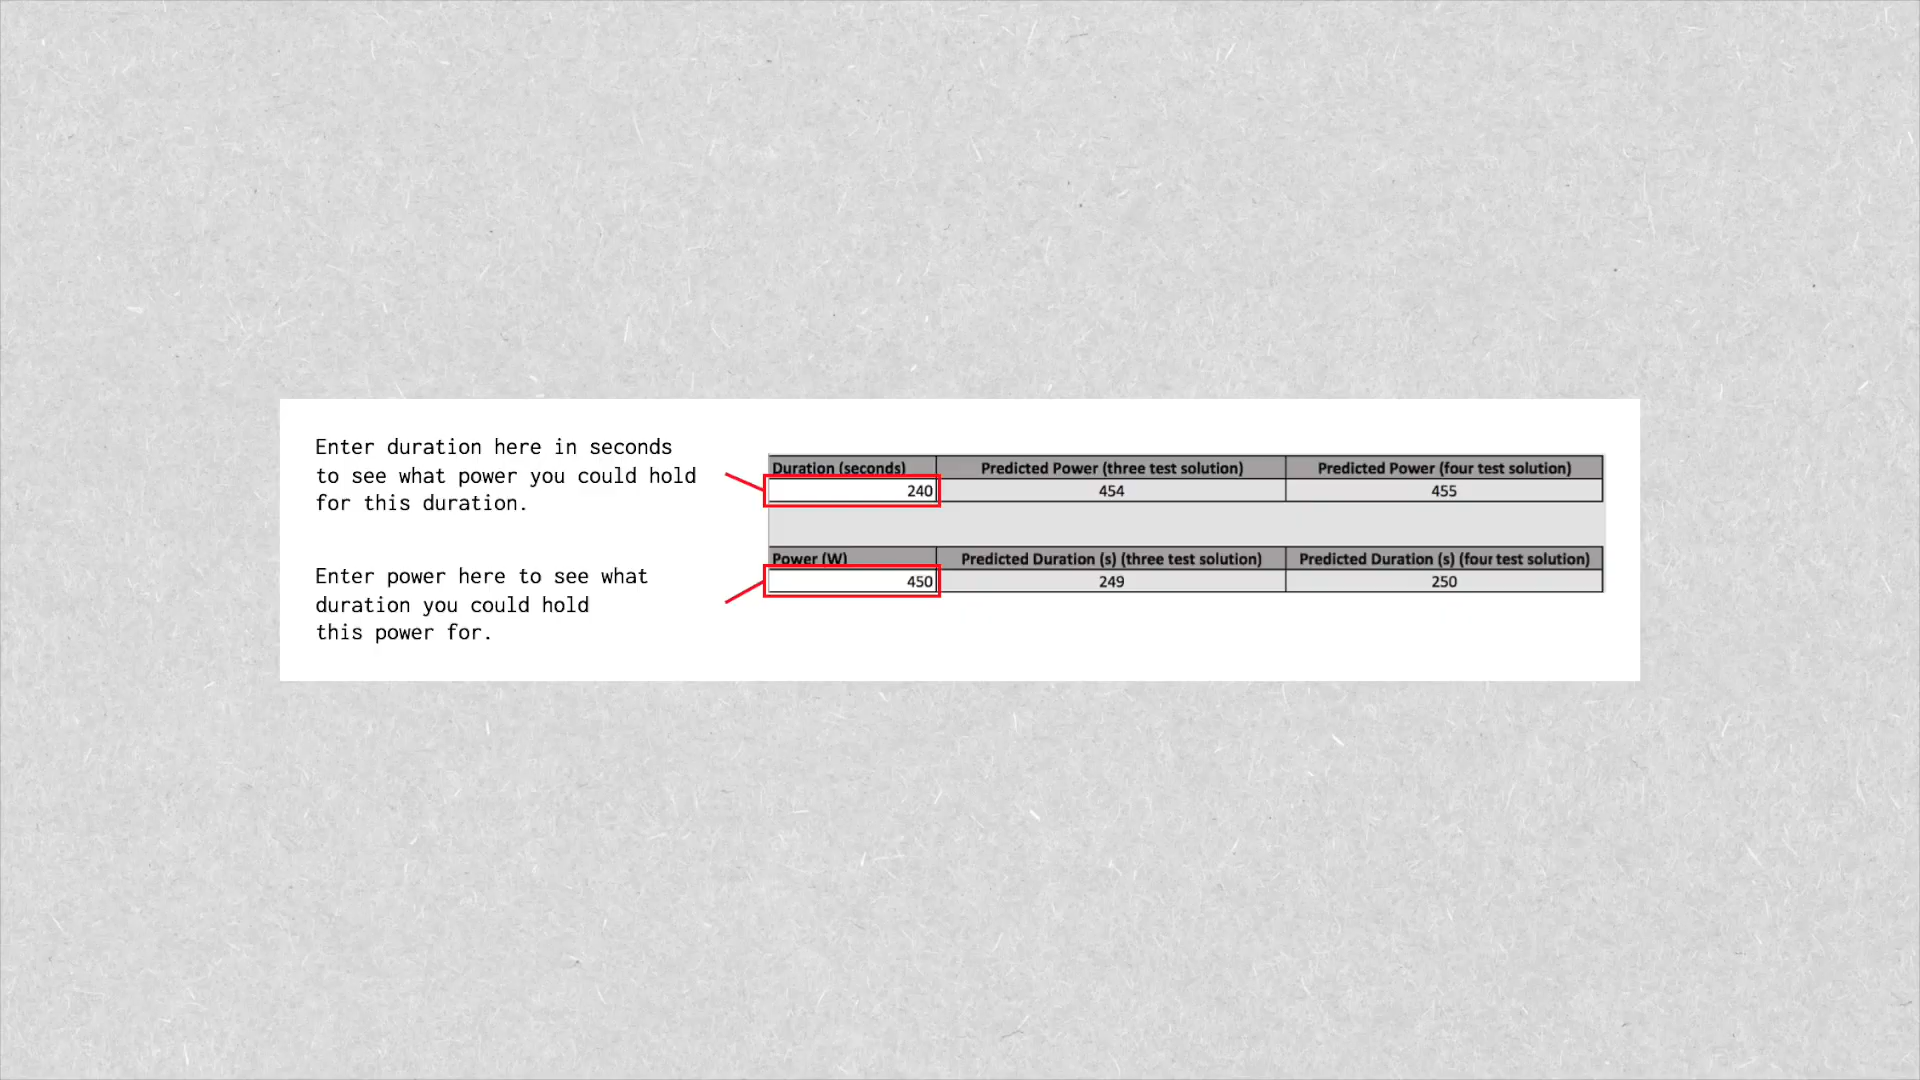 Enter duration here in seconds
to see what power you could hold
for this duration.
Duration (seconds) Predicted Power (three test solution) Predicted Power (four test solution)
240 454 455
Enter power here to see what
duration you could hold
this power for.
Power (W) Predicted Duration (s) (three test solution) Predicted Duration (s) (four test solution)
450 249 250